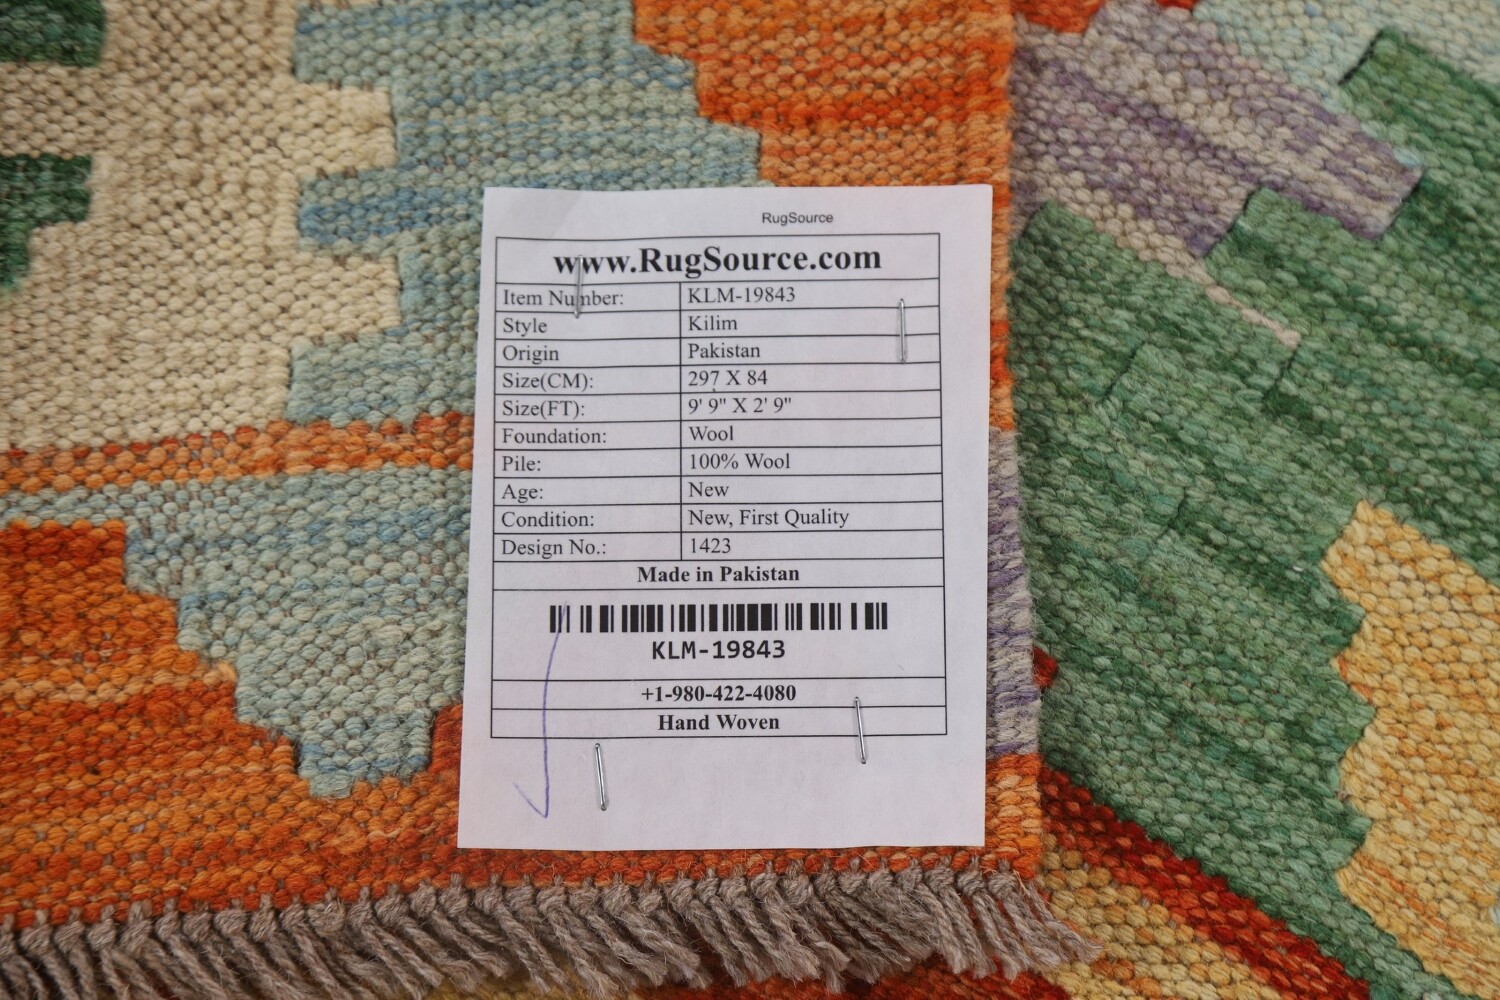 RugSource
www.RugSource.com
Item Number: KLM-19843
Style Kilim
Origin Pakistan
Size(CM): 297 X 84
Size(FT): 9' 9" X 2' 9"
Foundation: Wool
Pile: 100% Wool
Age: New
Condition: New, First Quality
Design No.: 1423
Made in Pakistan
KLM-19843
+1-980-422-4080
Hand Woven